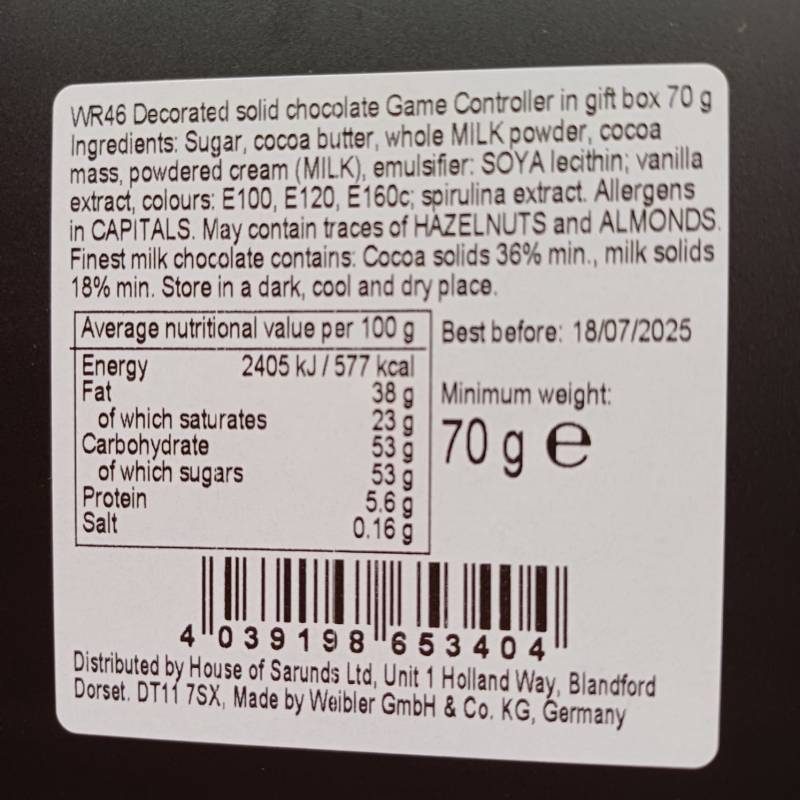 WR46 Decorated solid chocolate Game Controller in gift box 70 g
Ingredients: Sugar, cocoa butter, whole MILK powder, cocoa
mass, powdered cream (MILK), emulsifier: SOYA lecithin; vanilla
extract, colours: E100, E120, E160c; spirulina extract. Allergens
in CAPITALS. May contain traces of HAZELNUTS and ALMONDS.
Finest milk chocolate contains: Cocoa solids 36% min., milk solids
18% min. Store in a dark, cool and dry place.
Average nutritional value per 100 g
Energy 2405 kJ / 577 kcal
Fat 38 g
of which saturates 23 g
Carbohydrate 53 g
of which sugars 53 g
Protein 5.6 g
Salt 0.16 g
Best before: 18/07/2025
Minimum weight:
70 g e
4 039198 653404
Distributed by House of Sarunds Ltd, Unit 1 Holland Way, Blandford
Dorset. DT11 7SX, Made by Weibler GmbH & Co. KG, Germany